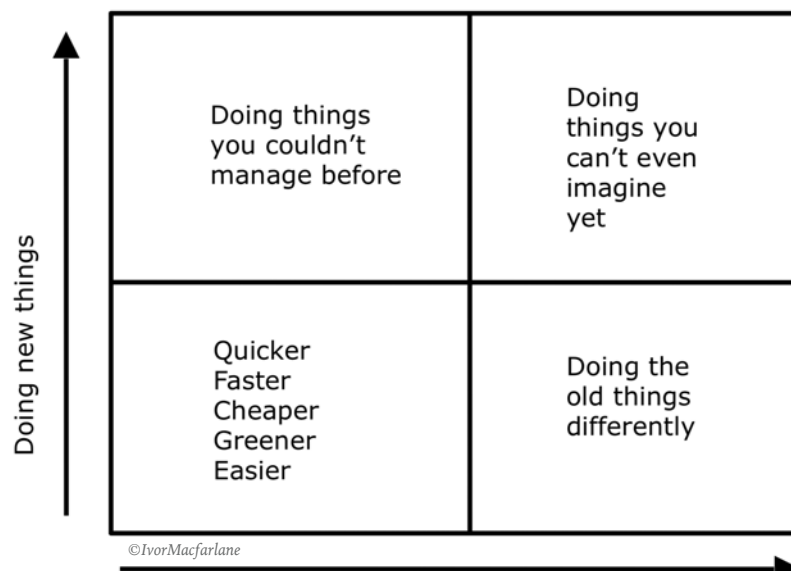 Doing things
you couldn't
manage before
Doing
things you
can't even
imagine
yet
Doing new things
Quicker
Faster
Cheaper
Greener
Easier
Doing the
old things
differently
©IvorMacfarlane